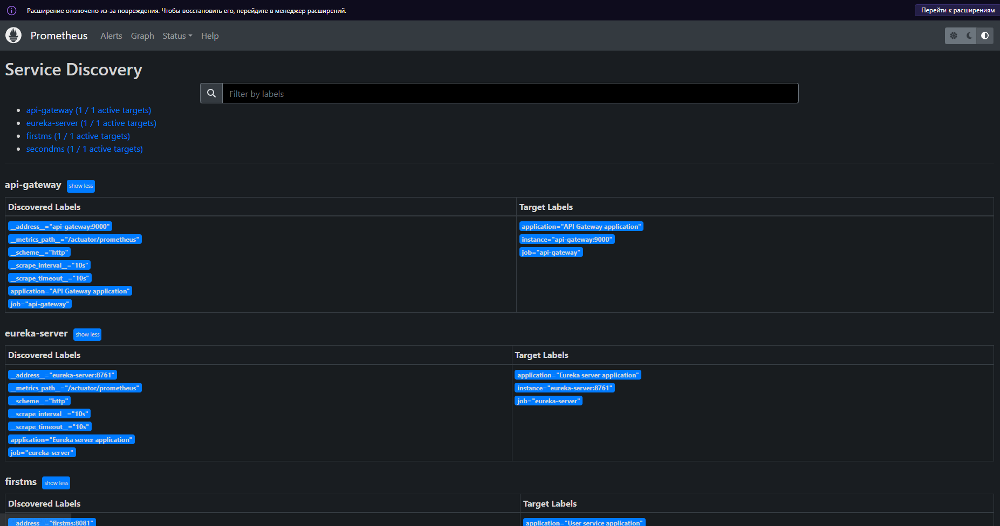 Расширение отключено из-за повреждения. Чтобы восстановить его, перейдите в менеджер расширений.
Перейти к расширениям
Prometheus Alerts Graph Status Help
Service Discovery
Filter by labels
api-gateway (1 / 1 active targets)
eureka-server (1 / 1 active targets)
firstms (1 / 1 active targets)
secondms (1 / 1 active targets)
api-gateway show less
Discovered Labels Target Labels
__address__="api-gateway:9000" application="API Gateway application"
__metrics_path__="/actuator/prometheus" instance="api-gateway:9000"
__scheme__="http" job="api-gateway"
__scrape_interval__="10s"
__scrape_timeout__="10s"
application="API Gateway application"
job="api-gateway"
eureka-server show less
Discovered Labels Target Labels
__address__="eureka-server:8761" application="Eureka server application"
__metrics_path__="/actuator/prometheus" instance="eureka-server:8761"
__scheme__="http" job="eureka-server"
__scrape_interval__="10s"
__scrape_timeout__="10s"
application="Eureka server application"
job="eureka-server"
firstms show less
Discovered Labels Target Labels
__address__="firstms:8081" application="User service application"